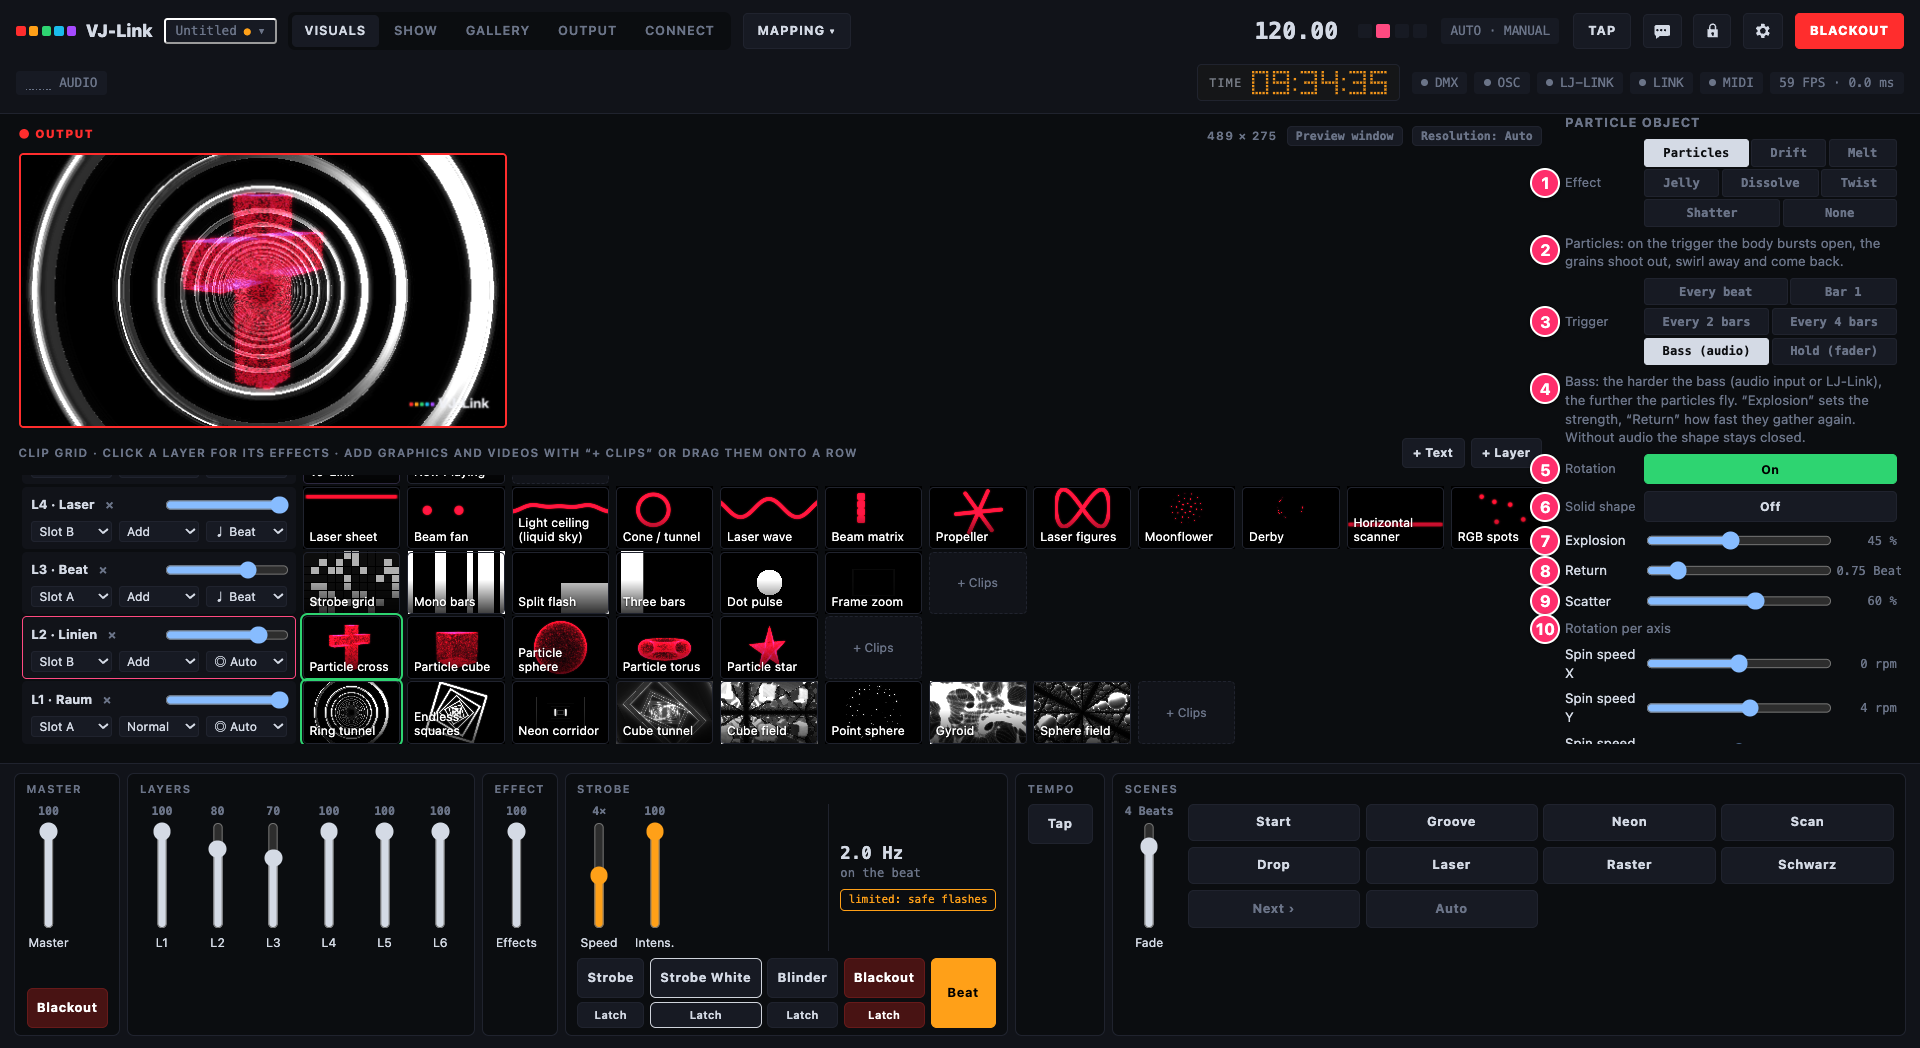 VJ-Link
Untitled
VISUALS
SHOW
GALLERY
OUTPUT
CONNECT
MAPPING
120.00
AUTO · MANUAL
TAP
BLACKOUT
AUDIO
TIME 09:34:35
DMX
OSC
LJ-LINK
LINK
MIDI
59 FPS · 0.0 ms
OUTPUT
489 × 275
Preview window
Resolution: Auto
PARTICLE OBJECT
Particles
Drift
Melt
1
Effect
Jelly
Dissolve
Twist
Shatter
None
2
Particles: on the trigger the body bursts open, the
grains shoot out, swirl away and come back.
Every beat
Bar 1
3
Trigger
Every 2 bars
Every 4 bars
Bass (audio)
Hold (fader)
4
Bass: the harder the bass (audio input or LJ-Link),
the further the particles fly. “Explosion” sets the
strength, “Return” how fast they gather again.
Without audio the shape stays closed.
5
Rotation
On
6
Solid shape
Off
7
Explosion
45 %
8
Return
0.75 Beat
9
Scatter
60 %
10
Rotation per axis
Spin speed
X
0 rpm
Spin speed
Y
4 rpm
Spin speed
CLIP GRID · CLICK A LAYER FOR ITS EFFECTS · ADD GRAPHICS AND VIDEOS WITH “+ CLIPS” OR DRAG THEM ONTO A ROW
+ Text
+ Layer
L4 · Laser ×
Slot B
Add
♩ Beat
Laser sheet
Beam fan
Light ceiling
(liquid sky)
Cone / tunnel
Laser wave
Beam matrix
Propeller
Laser figures
Moonflower
Derby
Horizontal
scanner
RGB spots
L3 · Beat ×
Slot A
Add
♩ Beat
Strobe grid
Mono bars
Split flash
Three bars
Dot pulse
Frame zoom
+ Clips
L2 · Linien ×
Slot B
Add
◎ Auto
Particle cross
Particle cube
Particle
sphere
Particle torus
Particle star
+ Clips
L1 · Raum ×
Slot A
Normal
◎ Auto
Ring tunnel
Endless
squares
Neon corridor
Cube tunnel
Cube field
Point sphere
Gyroid
Sphere field
+ Clips
MASTER
100
Master
Blackout
LAYERS
100 80 70 100 100 100
L1 L2 L3 L4 L5 L6
EFFECT
100
Effects
STROBE
4×
100
Speed
Intens.
2.0 Hz
on the beat
limited: safe flashes
Strobe
Strobe White
Blinder
Blackout
Beat
Latch
Latch
Latch
Latch
TEMPO
Tap
SCENES
4 Beats
Fade
Start
Groove
Neon
Scan
Drop
Laser
Raster
Schwarz
Next ›
Auto